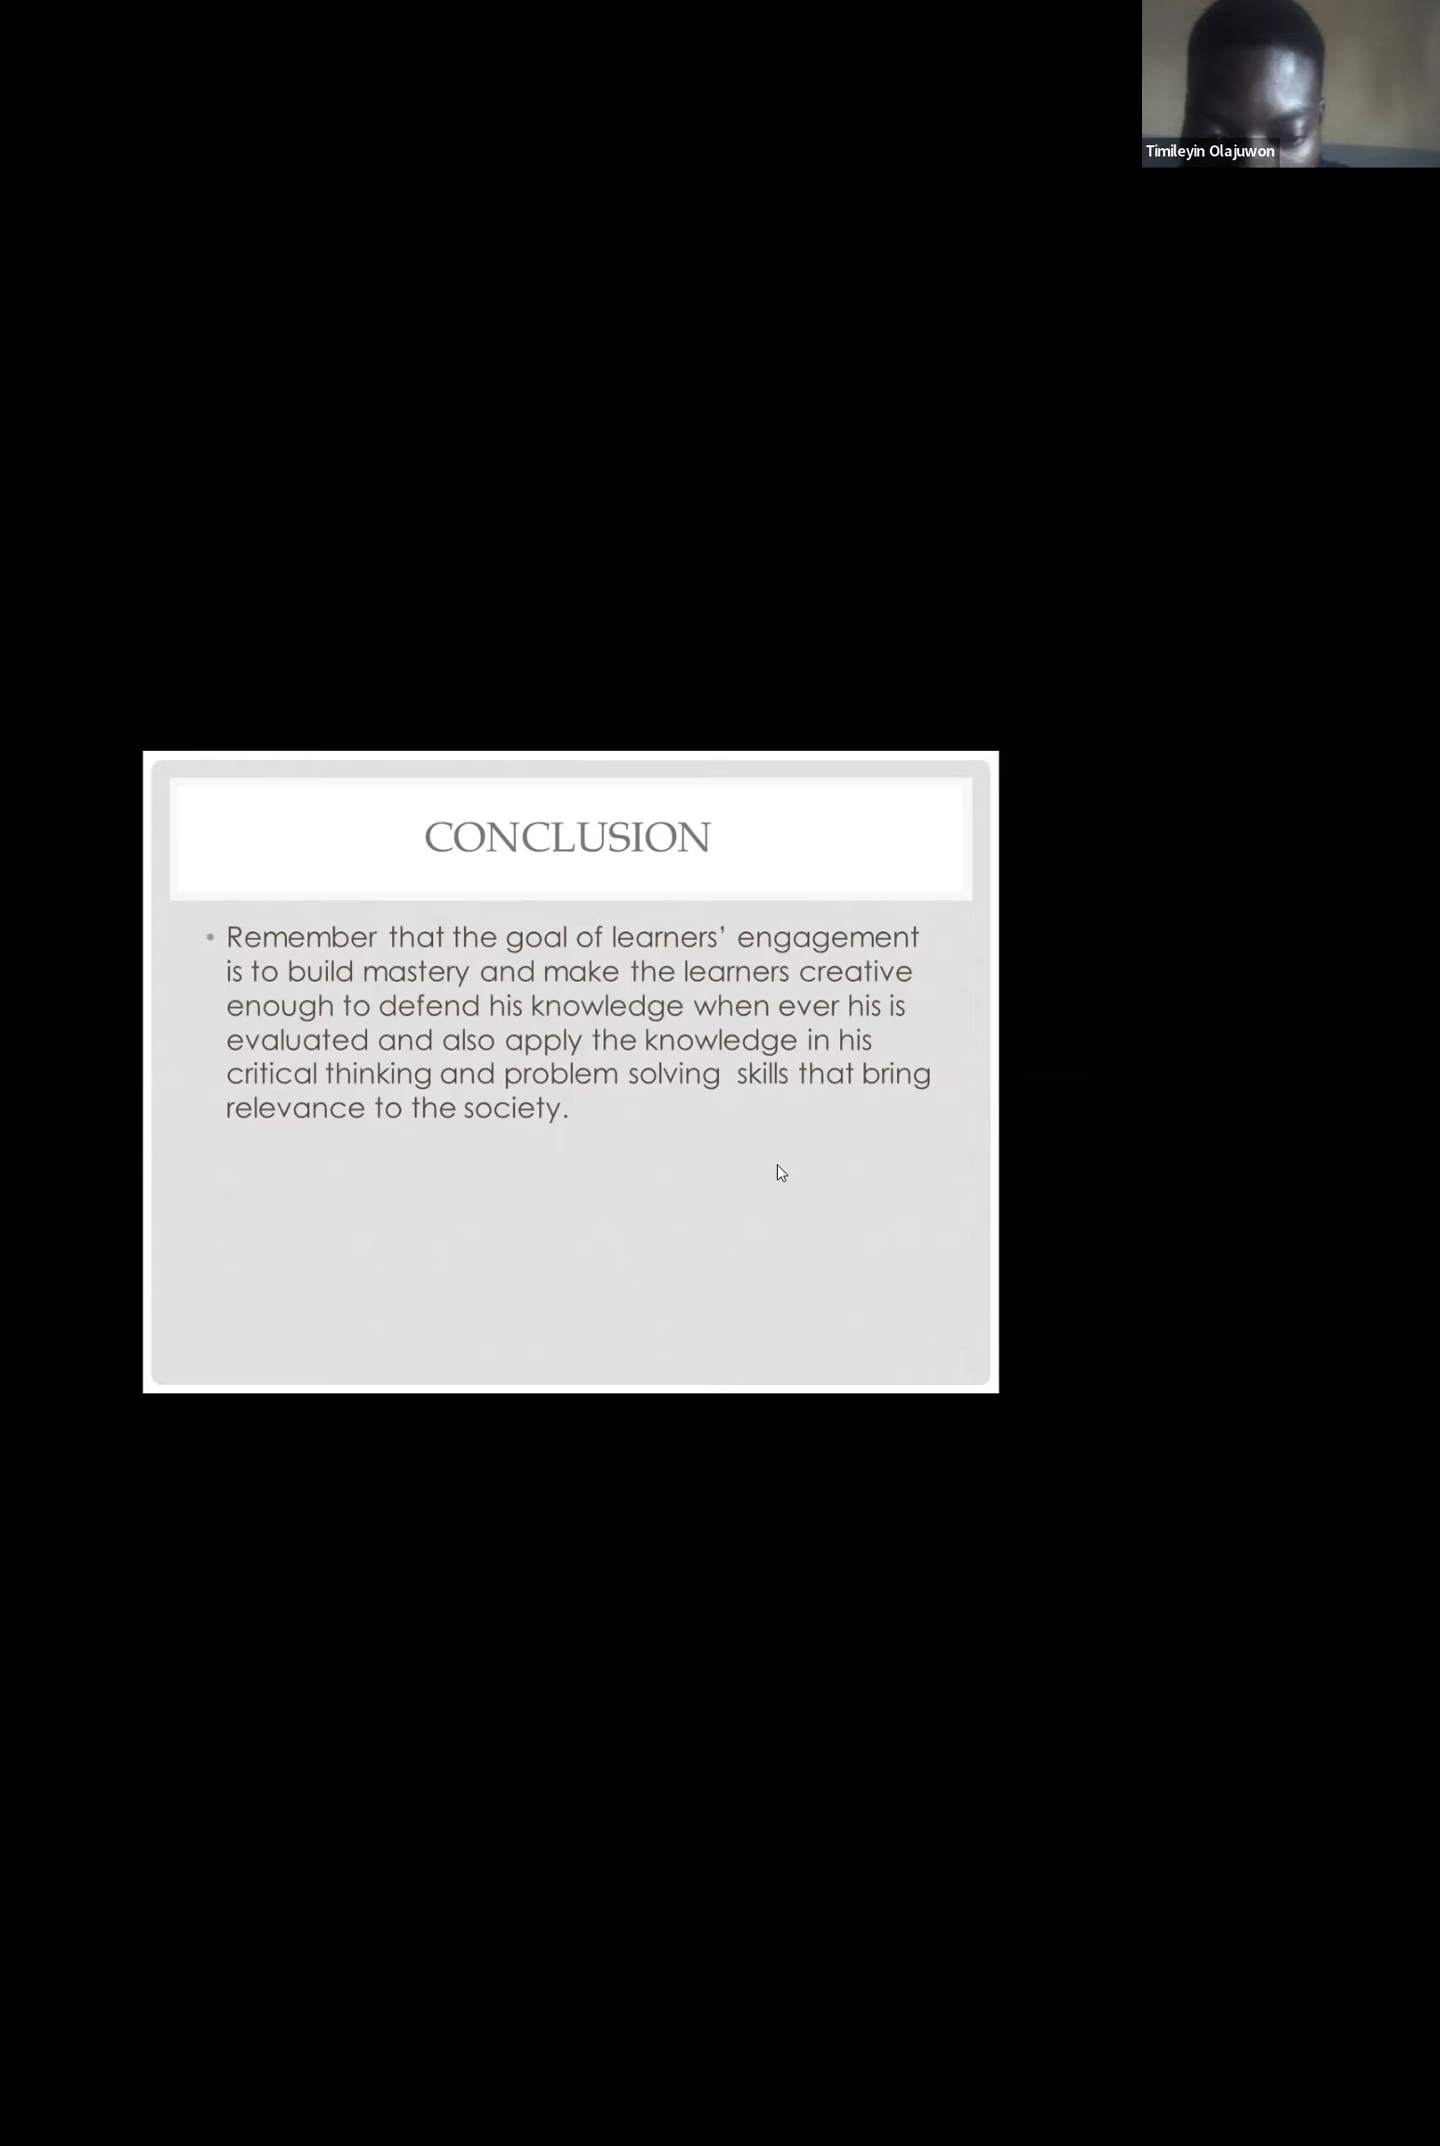 Timileyin Olajuwon
CONCLUSION
• Remember that the goal of learners’ engagement
is to build mastery and make the learners creative
enough to defend his knowledge when ever his is
evaluated and also apply the knowledge in his
critical thinking and problem solving skills that bring
relevance to the society.